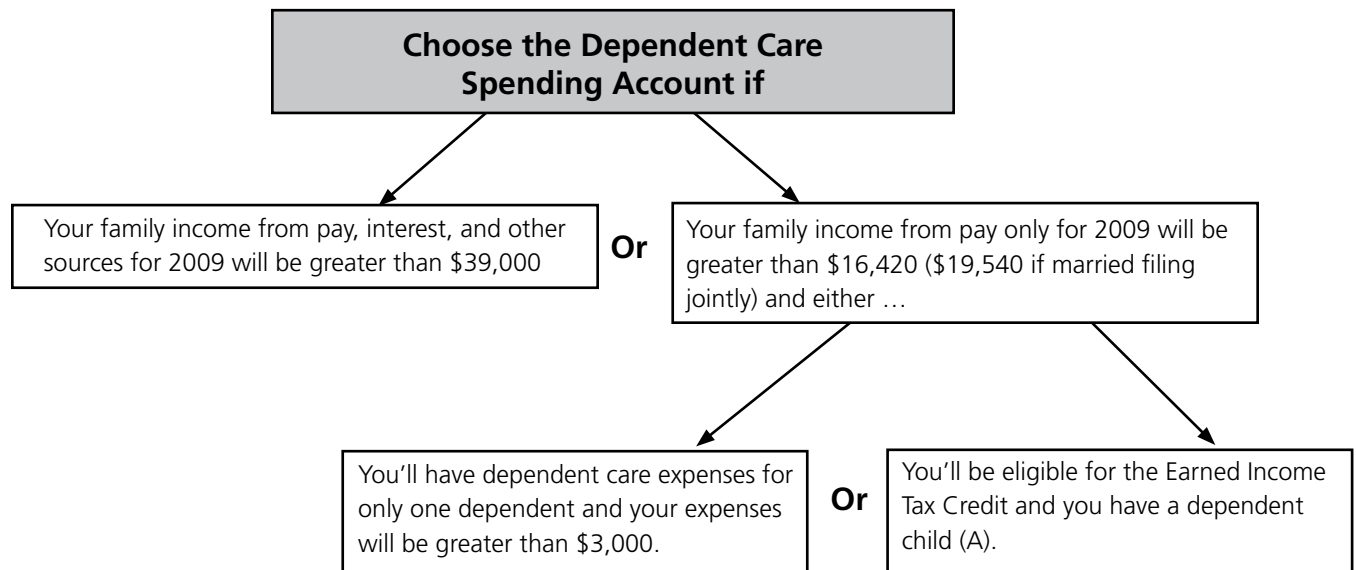 Choose the Dependent Care
Spending Account if
Your family income from pay, interest, and other
sources for 2009 will be greater than $39,000
Or
Your family income from pay only for 2009 will be
greater than $16,420 ($19,540 if married filing
jointly) and either …
You’ll have dependent care expenses for
only one dependent and your expenses
will be greater than $3,000.
Or
You’ll be eligible for the Earned Income
Tax Credit and you have a dependent
child (A).